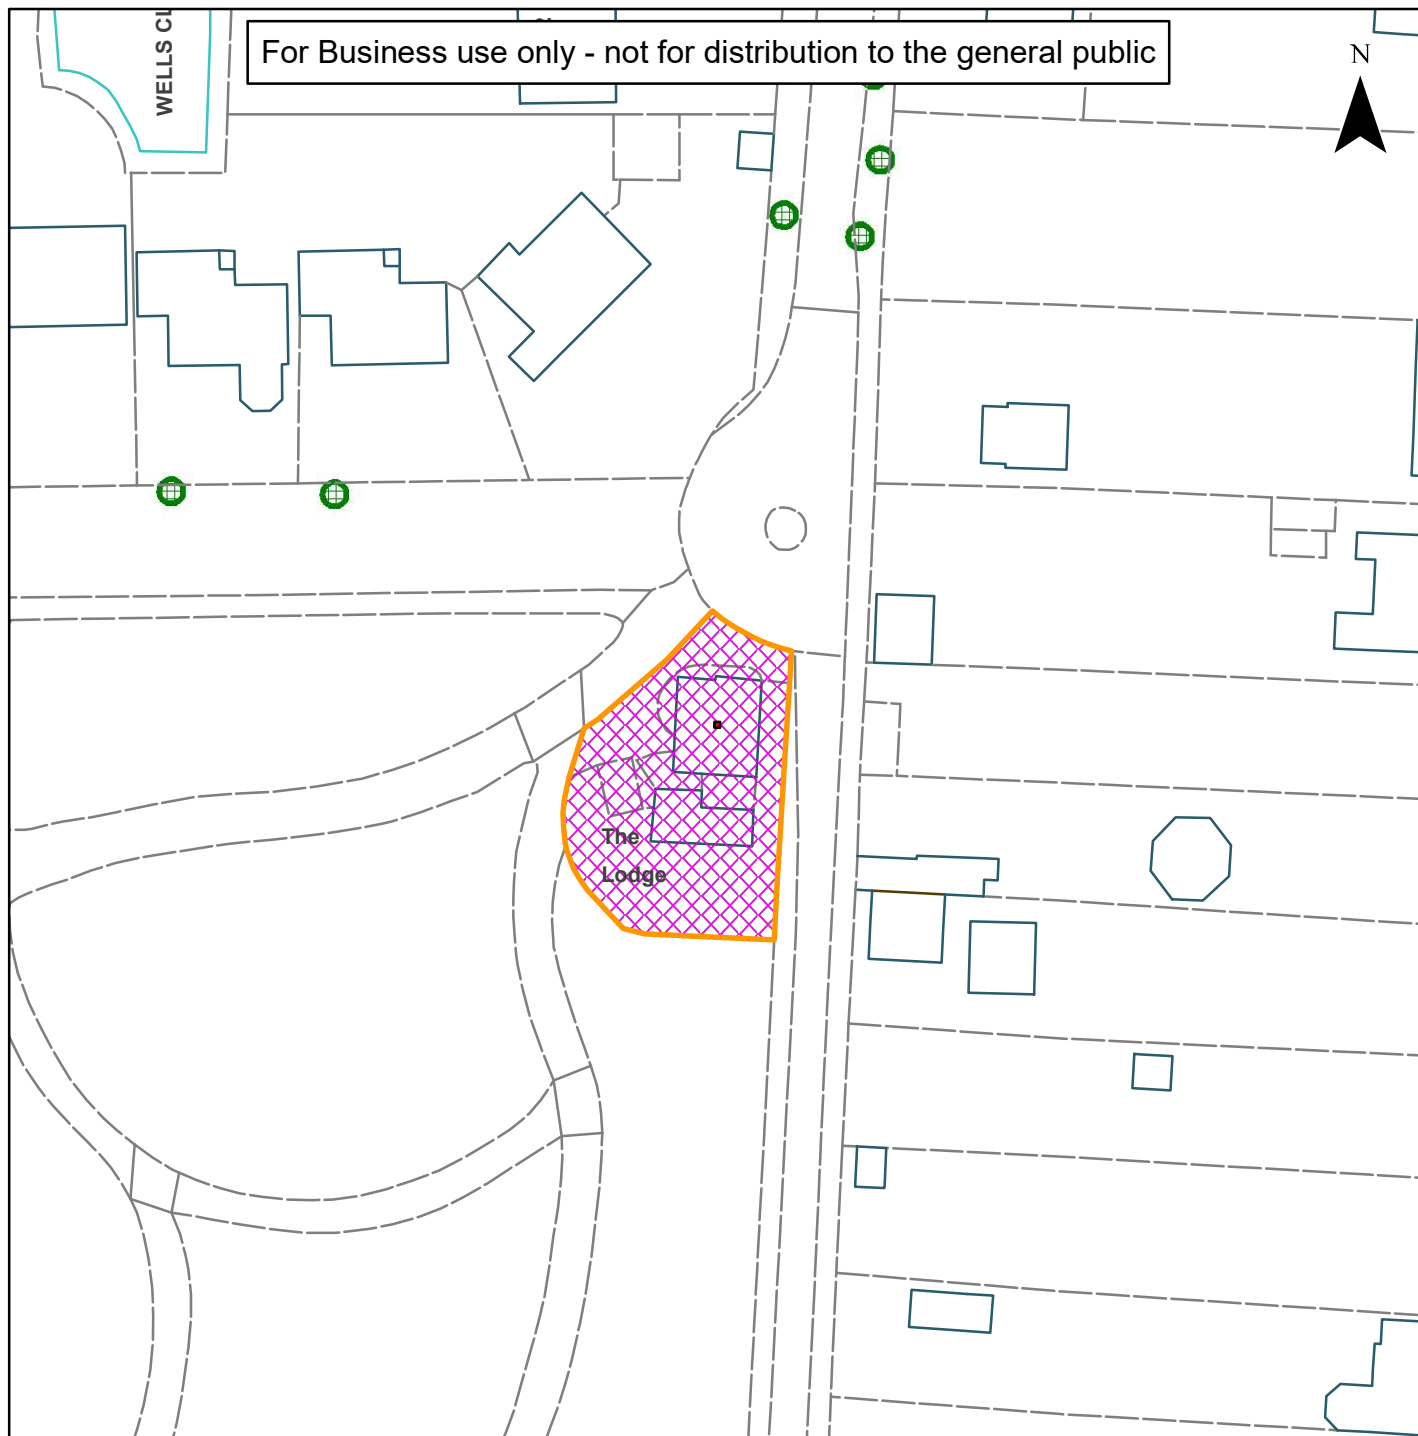 For Business use only - not for distribution to the general public
N
WELLS CL
The
Lodge